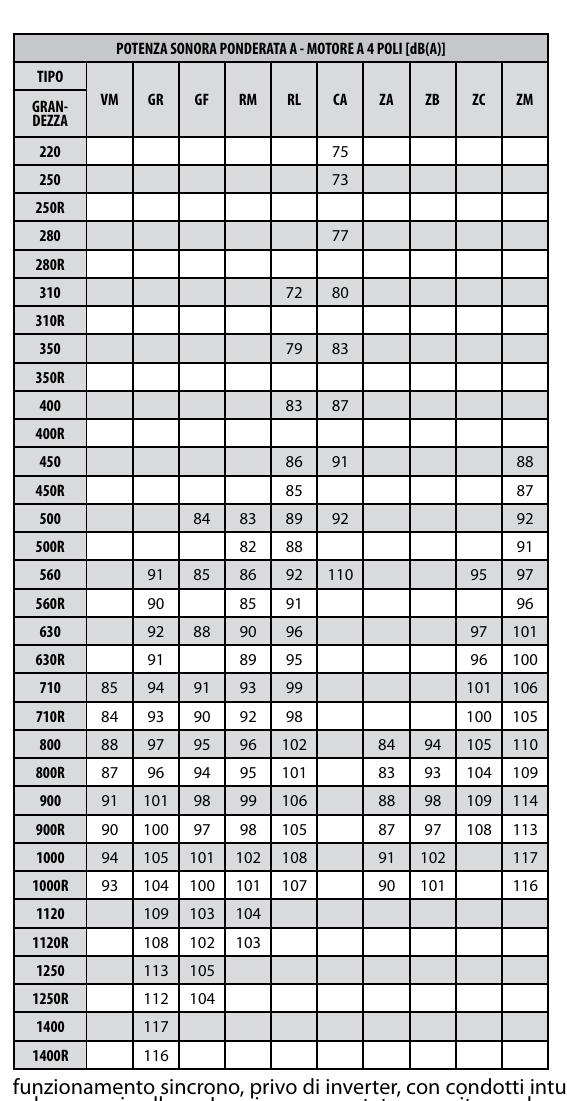 POTENZA SONORA PONDERATA A - MOTORE A 4 POLI [dB(A)]
TIPO
GRAN-
DEZZA
VM GR GF RM RL CA ZA ZB ZC ZM
220 75
250 73
250R
280 77
280R
310 72 80
310R
350 79 83
350R
400 83 87
400R
450 86 91 88
450R 85 87
500 84 83 89 92 92
500R 82 88 91
560 91 85 86 92 110 95 97
560R 90 85 91 96
630 92 88 90 96 97 101
630R 91 89 95 96 100
710 85 94 91 93 99 101 106
710R 84 93 90 92 98 100 105
800 88 97 95 96 102 84 94 105 110
800R 87 96 94 95 101 83 93 104 109
900 91 101 98 99 106 88 98 109 114
900R 90 100 97 98 105 87 97 108 113
1000 94 105 101 102 108 91 102 117
1000R 93 104 100 101 107 90 101 116
1120 109 103 104
1120R 108 102 103
1250 113 105
1250R 112 104
1400 117
1400R 116
funzionamento sincrono, privo di inverter, con condotti intu